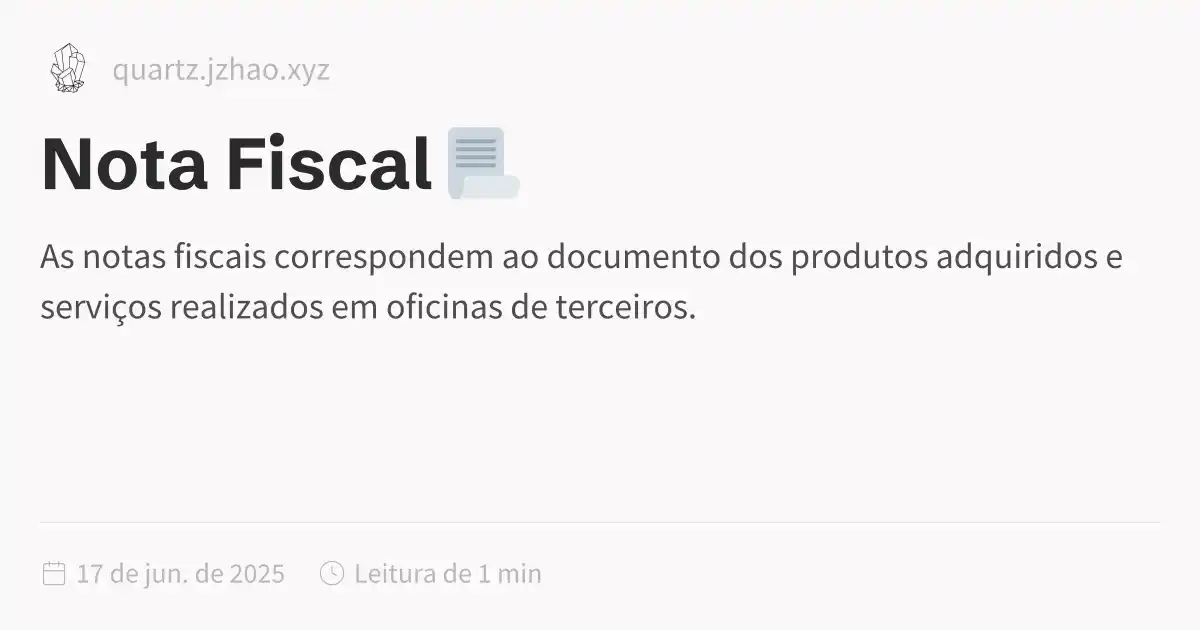 quartz.jzhao.xyz
Nota Fiscal📜
As notas fiscais correspondem ao documento dos produtos adquiridos e
serviços realizados em oficinas de terceiros.
17 de jun. de 2025 Leitura de 1 min